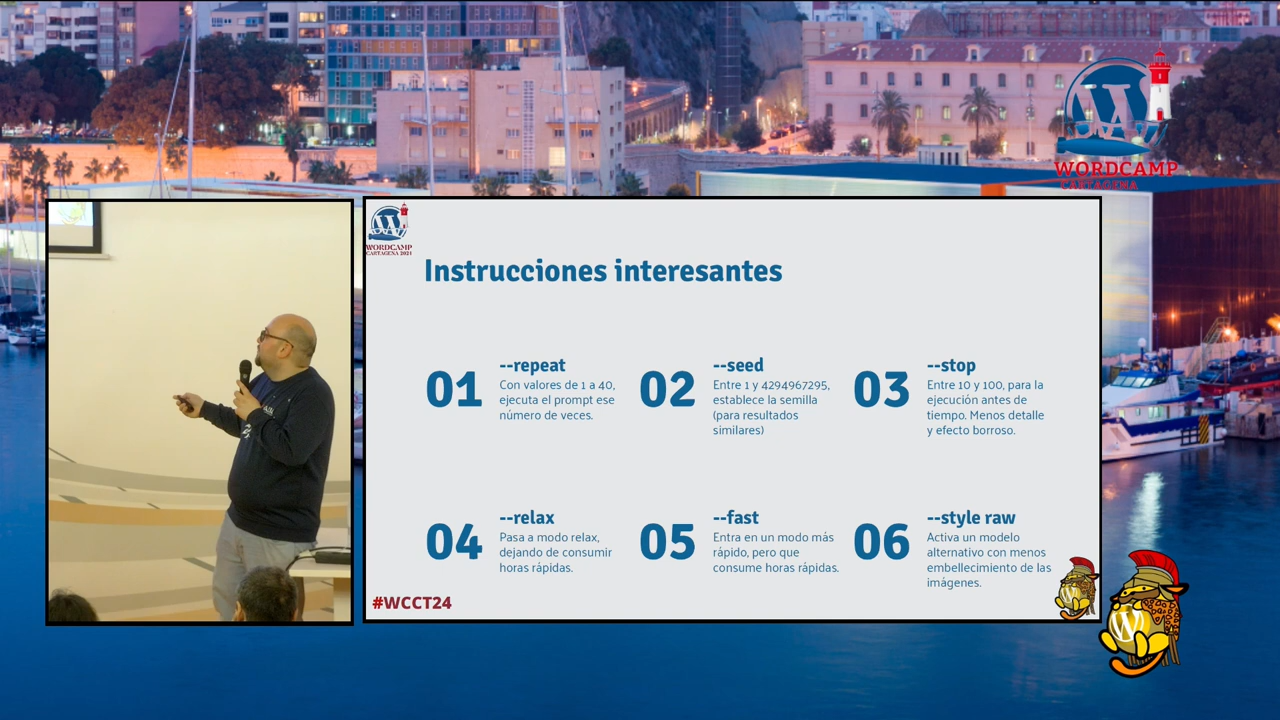 WORDCAMP
CARTAGENA
WORDCAMP
CARTAGENA 2024
Instrucciones interesantes
01
--repeat
Con valores de 1 a 40,
ejecuta el prompt ese
número de veces.
02
--seed
Entre 1 y 4294967295,
establece la semilla
(para resultados
similares)
03
--stop
Entre 10 y 100, para la
ejecución antes de
tiempo. Menos detalle
y efecto borroso.
04
--relax
Pasa a modo relax,
dejando de consumir
horas rápidas.
05
--fast
Entra en un modo más
rápido, pero que
consume horas rápidas.
06
--style raw
Activa un modelo
alternativo con menos
embellecimiento de las
imágenes.
#WCCT24